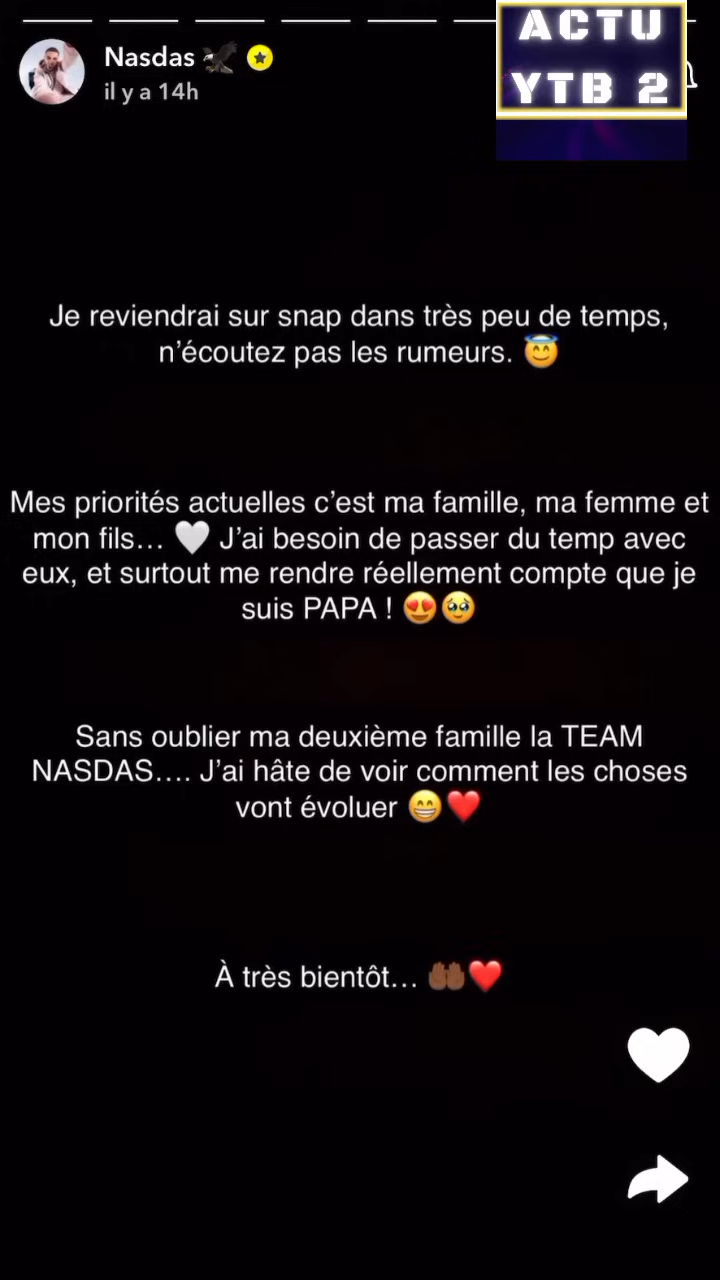 Nasdas 🦅
il y a 14h
ACTU
YTB 2
Je reviendrai sur snap dans très peu de temps,
n’écoutez pas les rumeurs. 😇
Mes priorités actuelles c’est ma famille, ma femme et
mon fils… 🤍 J’ai besoin de passer du temp avec
eux, et surtout me rendre réellement compte que je
suis PAPA ! 😍🥹
Sans oublier ma deuxième famille la TEAM
NASDAS…. J’ai hâte de voir comment les choses
vont évoluer 😁❤️
À très bientôt… 🤲🏾❤️